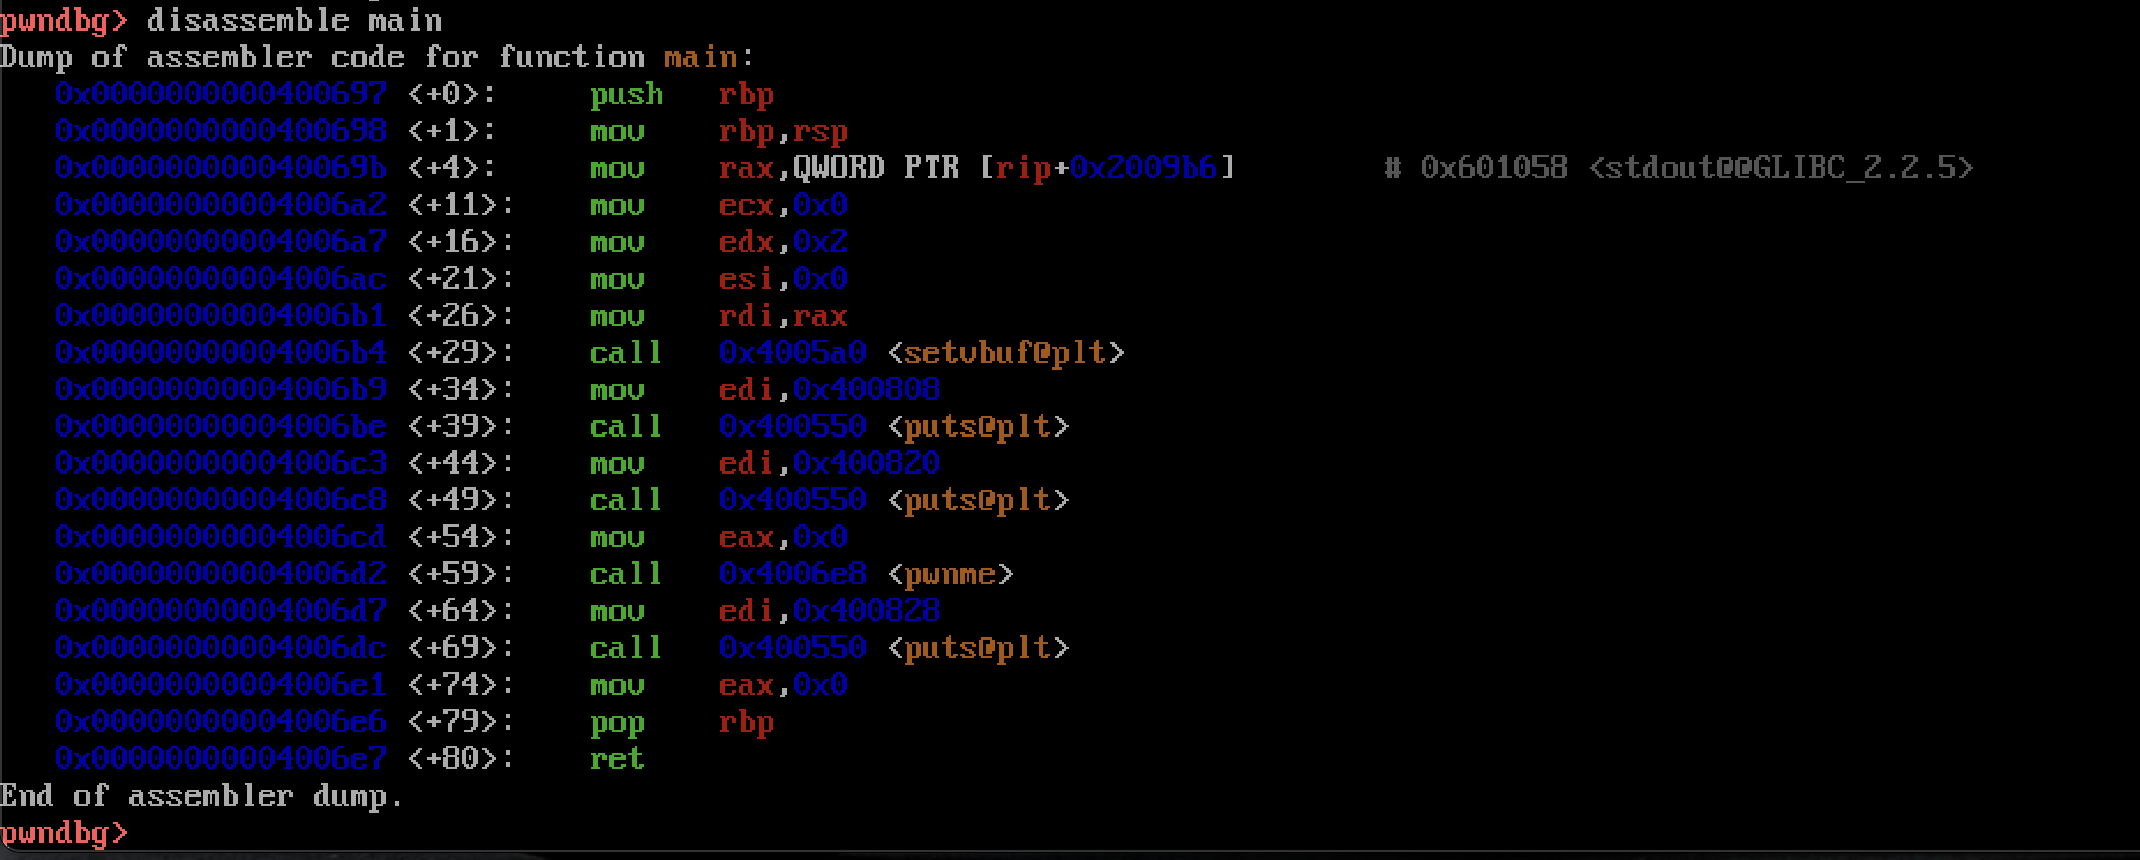 pwndbg> disassemble main
Dump of assembler code for function main:
   0x0000000000400697 <+0>:     push   rbp
   0x0000000000400698 <+1>:     mov    rbp,rsp
   0x000000000040069b <+4>:     mov    rax,QWORD PTR [rip+0x2009b6]        # 0x601058 <stdout@@GLIBC_2.2.5>
   0x00000000004006a2 <+11>:    mov    ecx,0x0
   0x00000000004006a7 <+16>:    mov    edx,0x2
   0x00000000004006ac <+21>:    mov    esi,0x0
   0x00000000004006b1 <+26>:    mov    rdi,rax
   0x00000000004006b4 <+29>:    call   0x4005a0 <setvbuf@plt>
   0x00000000004006b9 <+34>:    mov    edi,0x400808
   0x00000000004006be <+39>:    call   0x400550 <puts@plt>
   0x00000000004006c3 <+44>:    mov    edi,0x400820
   0x00000000004006c8 <+49>:    call   0x400550 <puts@plt>
   0x00000000004006cd <+54>:    mov    eax,0x0
   0x00000000004006d2 <+59>:    call   0x4006e8 <pwnme>
   0x00000000004006d7 <+64>:    mov    edi,0x400828
   0x00000000004006dc <+69>:    call   0x400550 <puts@plt>
   0x00000000004006e1 <+74>:    mov    eax,0x0
   0x00000000004006e6 <+79>:    pop    rbp
   0x00000000004006e7 <+80>:    ret
End of assembler dump.
pwndbg>